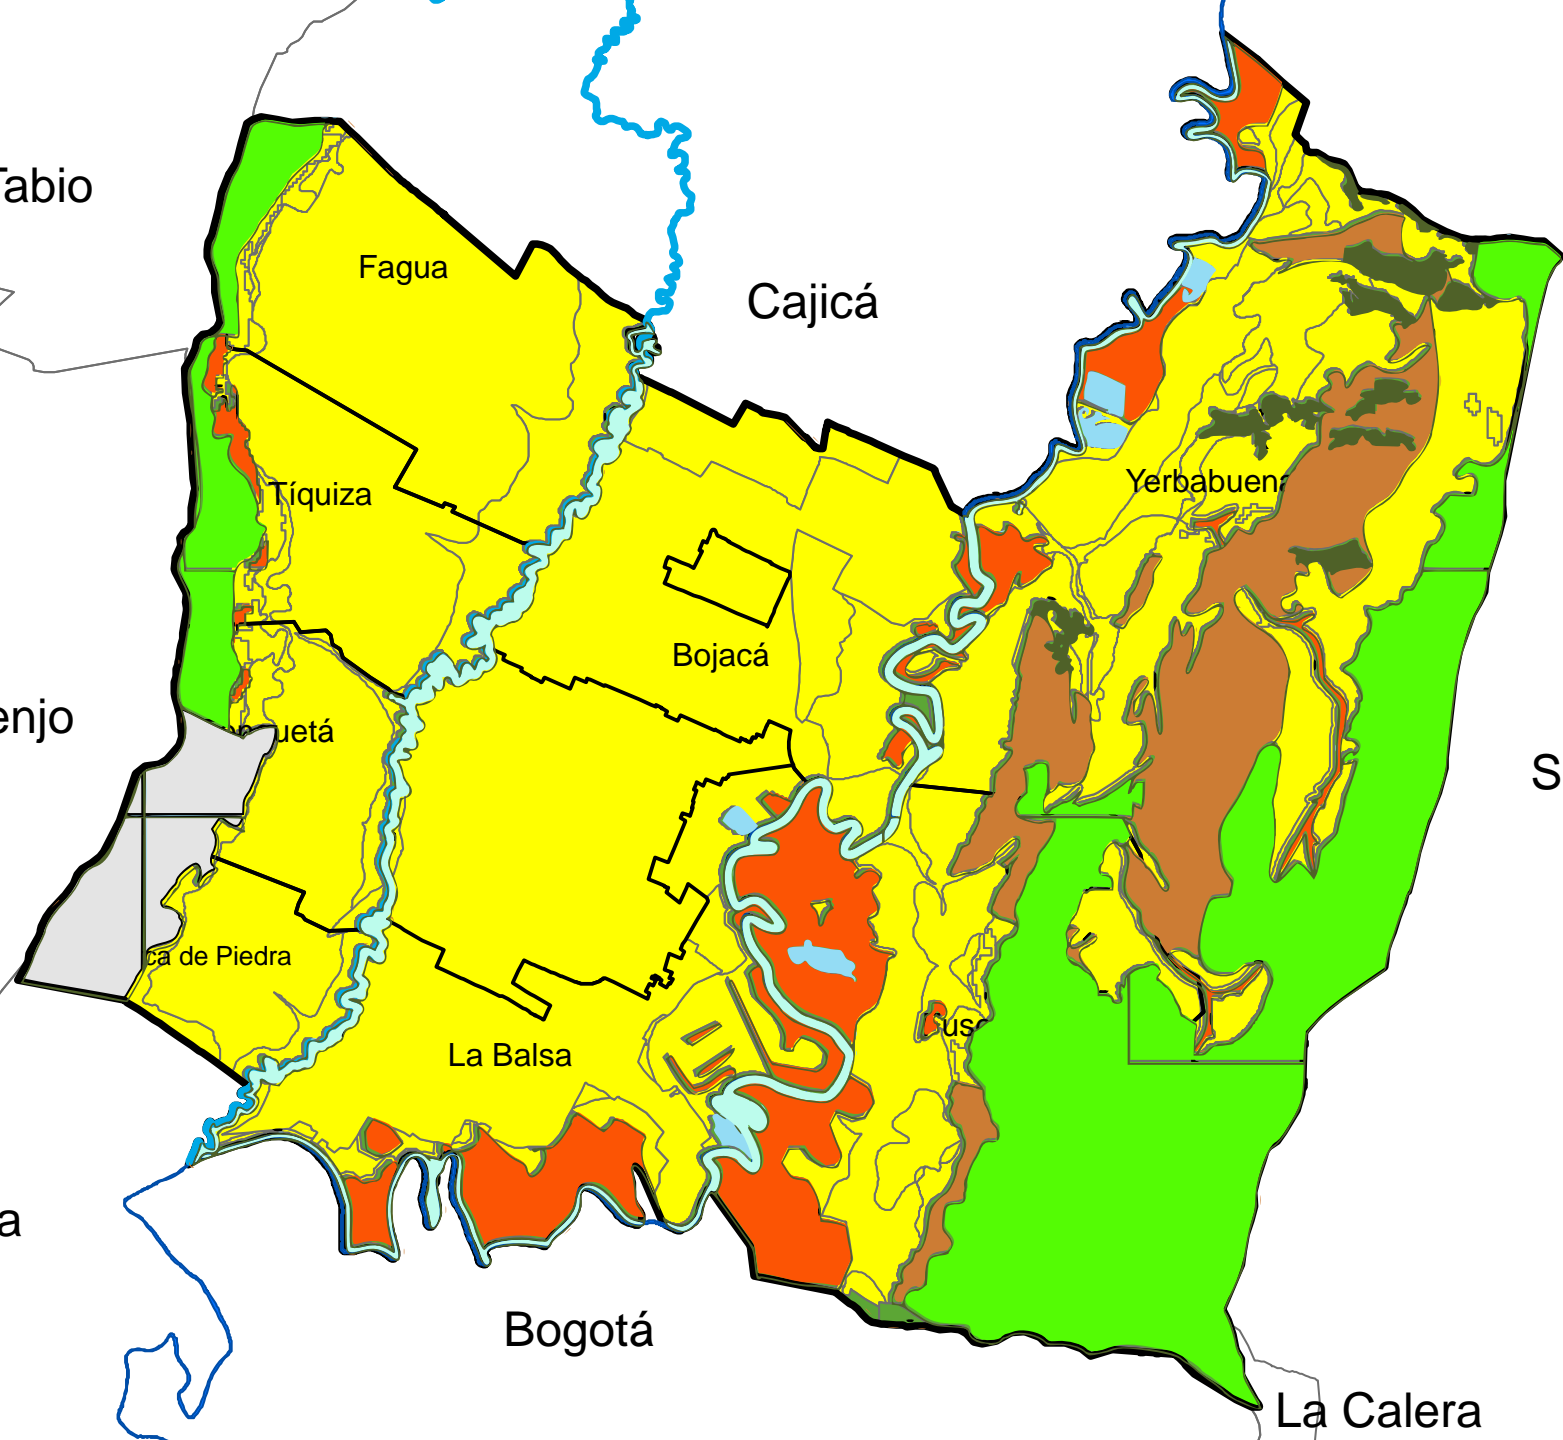 Tabio
Fagua
Cajicá
Yerbabuena
Tíquiza
Bojacá
enjo
uetá
S
ca de Piedra
La Balsa
a
Bogotá
La Calera